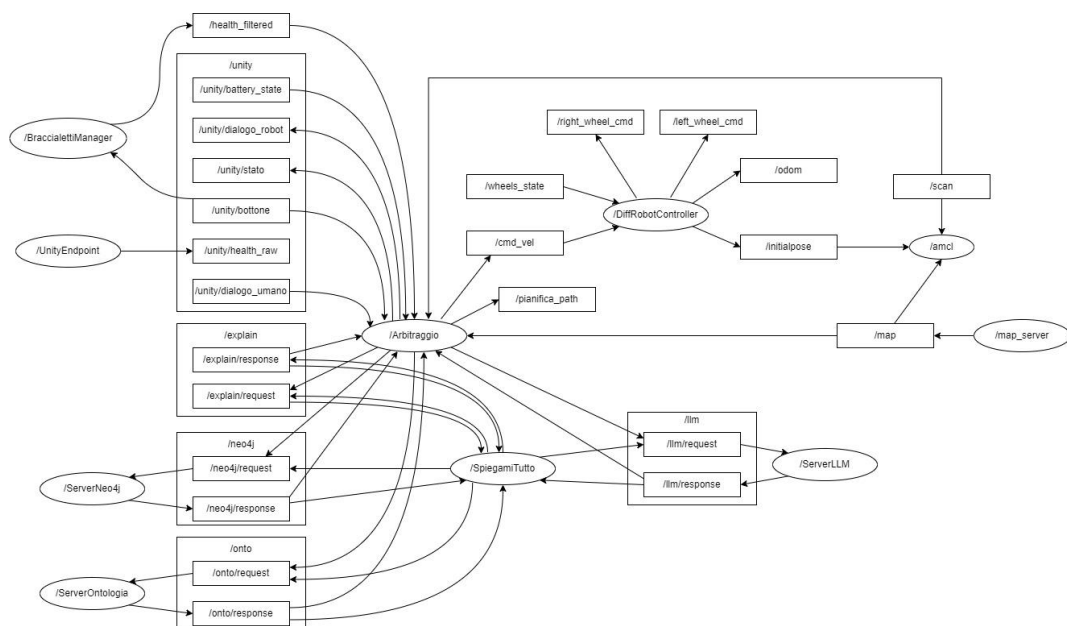 /health_filtered
/unity
/unity/battery_state
/unity/dialogo_robot
/right_wheel_cmd
/left_wheel_cmd
/BraccialettiManager
/unity/stato
/odom
/wheels_state
/scan
/unity/bottone
/DiffRobotController
/UnityEndpoint
/unity/health_raw
/cmd_vel
/initialpose
/amcl
/unity/dialogo_umano
/pianifica_path
/explain
/Arbitraggio
/map
/map_server
/explain/response
/explain/request
/llm
/neo4j
/llm/request
/neo4j/request
/SpiegamiTutto
/ServerLLM
/ServerNeo4j
/llm/response
/neo4j/response
/onto
/onto/request
/ServerOntologia
/onto/response